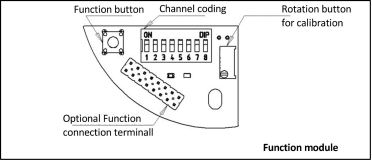 Function button
Channel coding
Rotation button
for calibration
ON DIP
1 2 3 4 5 6 7 8
Optional Function
connection terminall
Function module